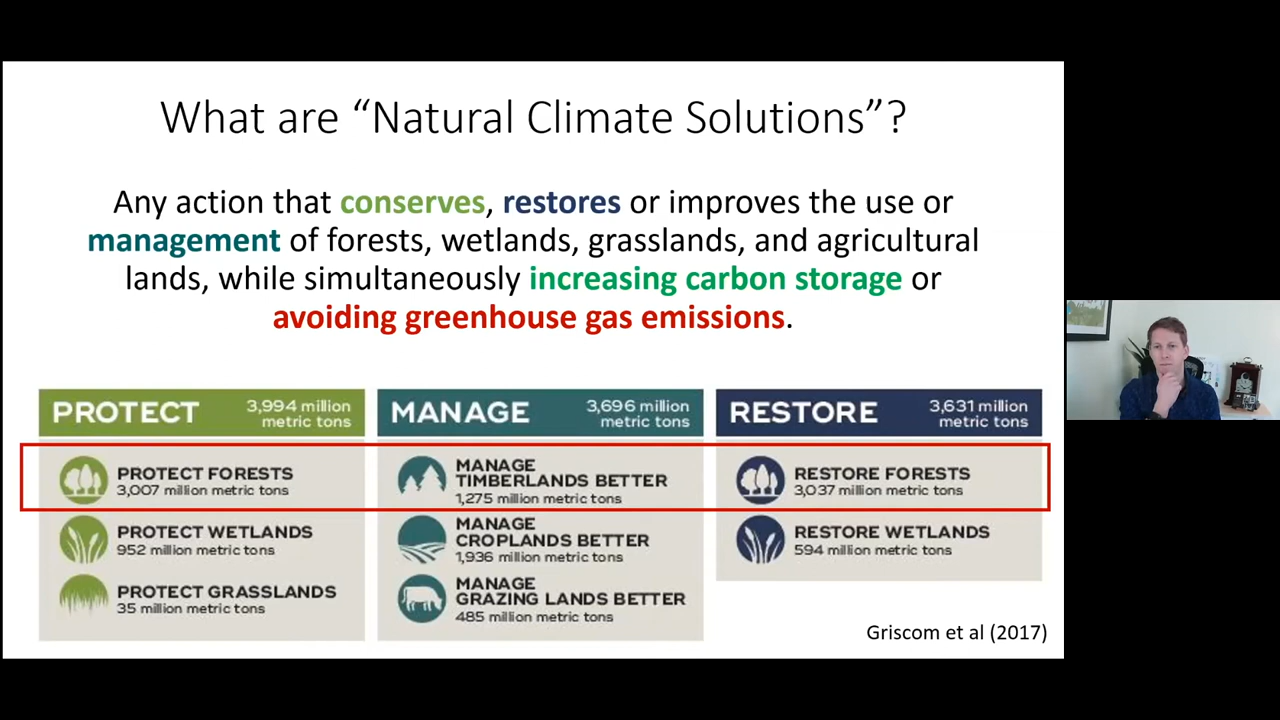 What are “Natural Climate Solutions”?
Any action that conserves, restores or improves the use or
management of forests, wetlands, grasslands, and agricultural
lands, while simultaneously increasing carbon storage or
avoiding greenhouse gas emissions.
PROTECT
3,994 million
metric tons
PROTECT FORESTS
3,007 million metric tons
PROTECT WETLANDS
952 million metric tons
PROTECT GRASSLANDS
35 million metric tons
MANAGE
3,696 million
metric tons
MANAGE
TIMBERLANDS BETTER
1,275 million metric tons
MANAGE
CROPLANDS BETTER
1,936 million metric tons
MANAGE
GRAZING LANDS BETTER
485 million metric tons
RESTORE
3,631 million
metric tons
RESTORE FORESTS
3,037 million metric tons
RESTORE WETLANDS
594 million metric tons
Griscom et al (2017)